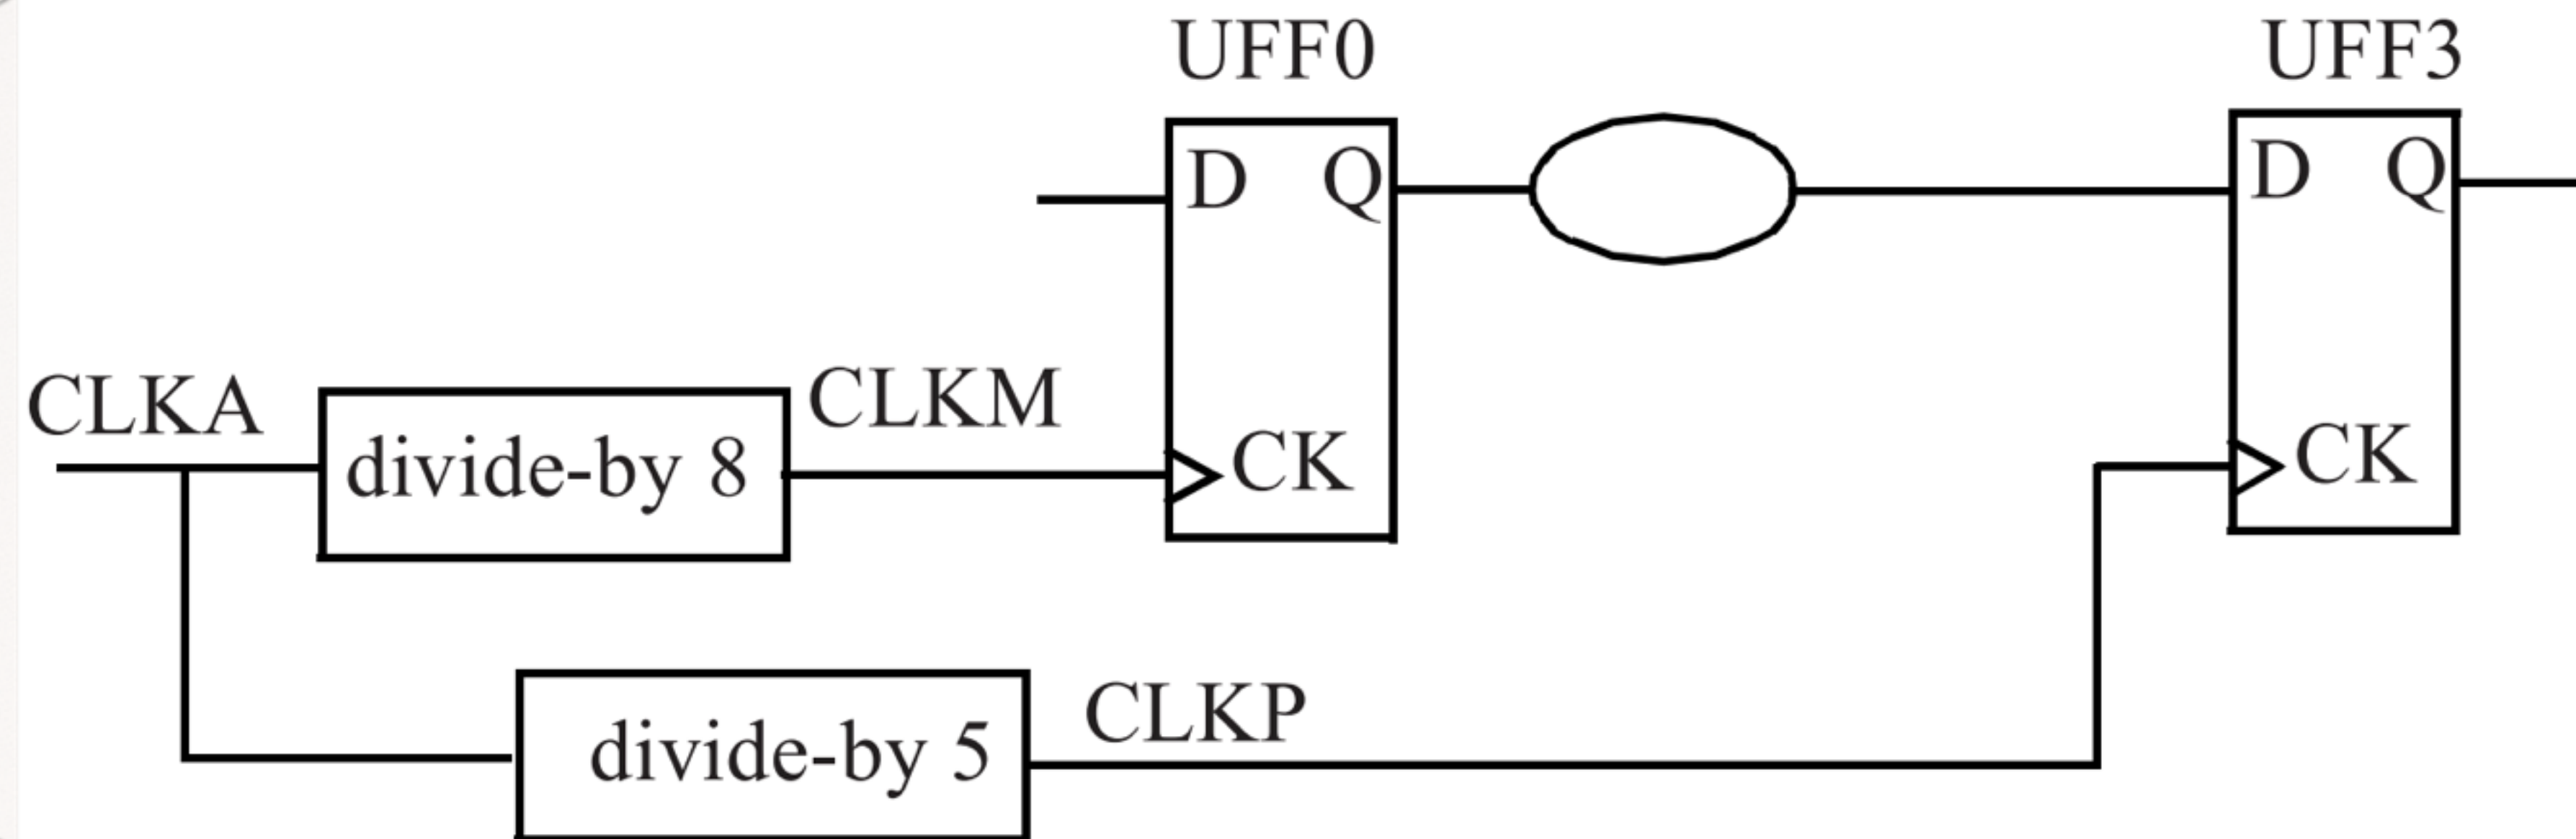 UFF0
UFF3
D Q
D Q
CLKA
divide-by 8
CLKM
CK
CK
divide-by 5
CLKP